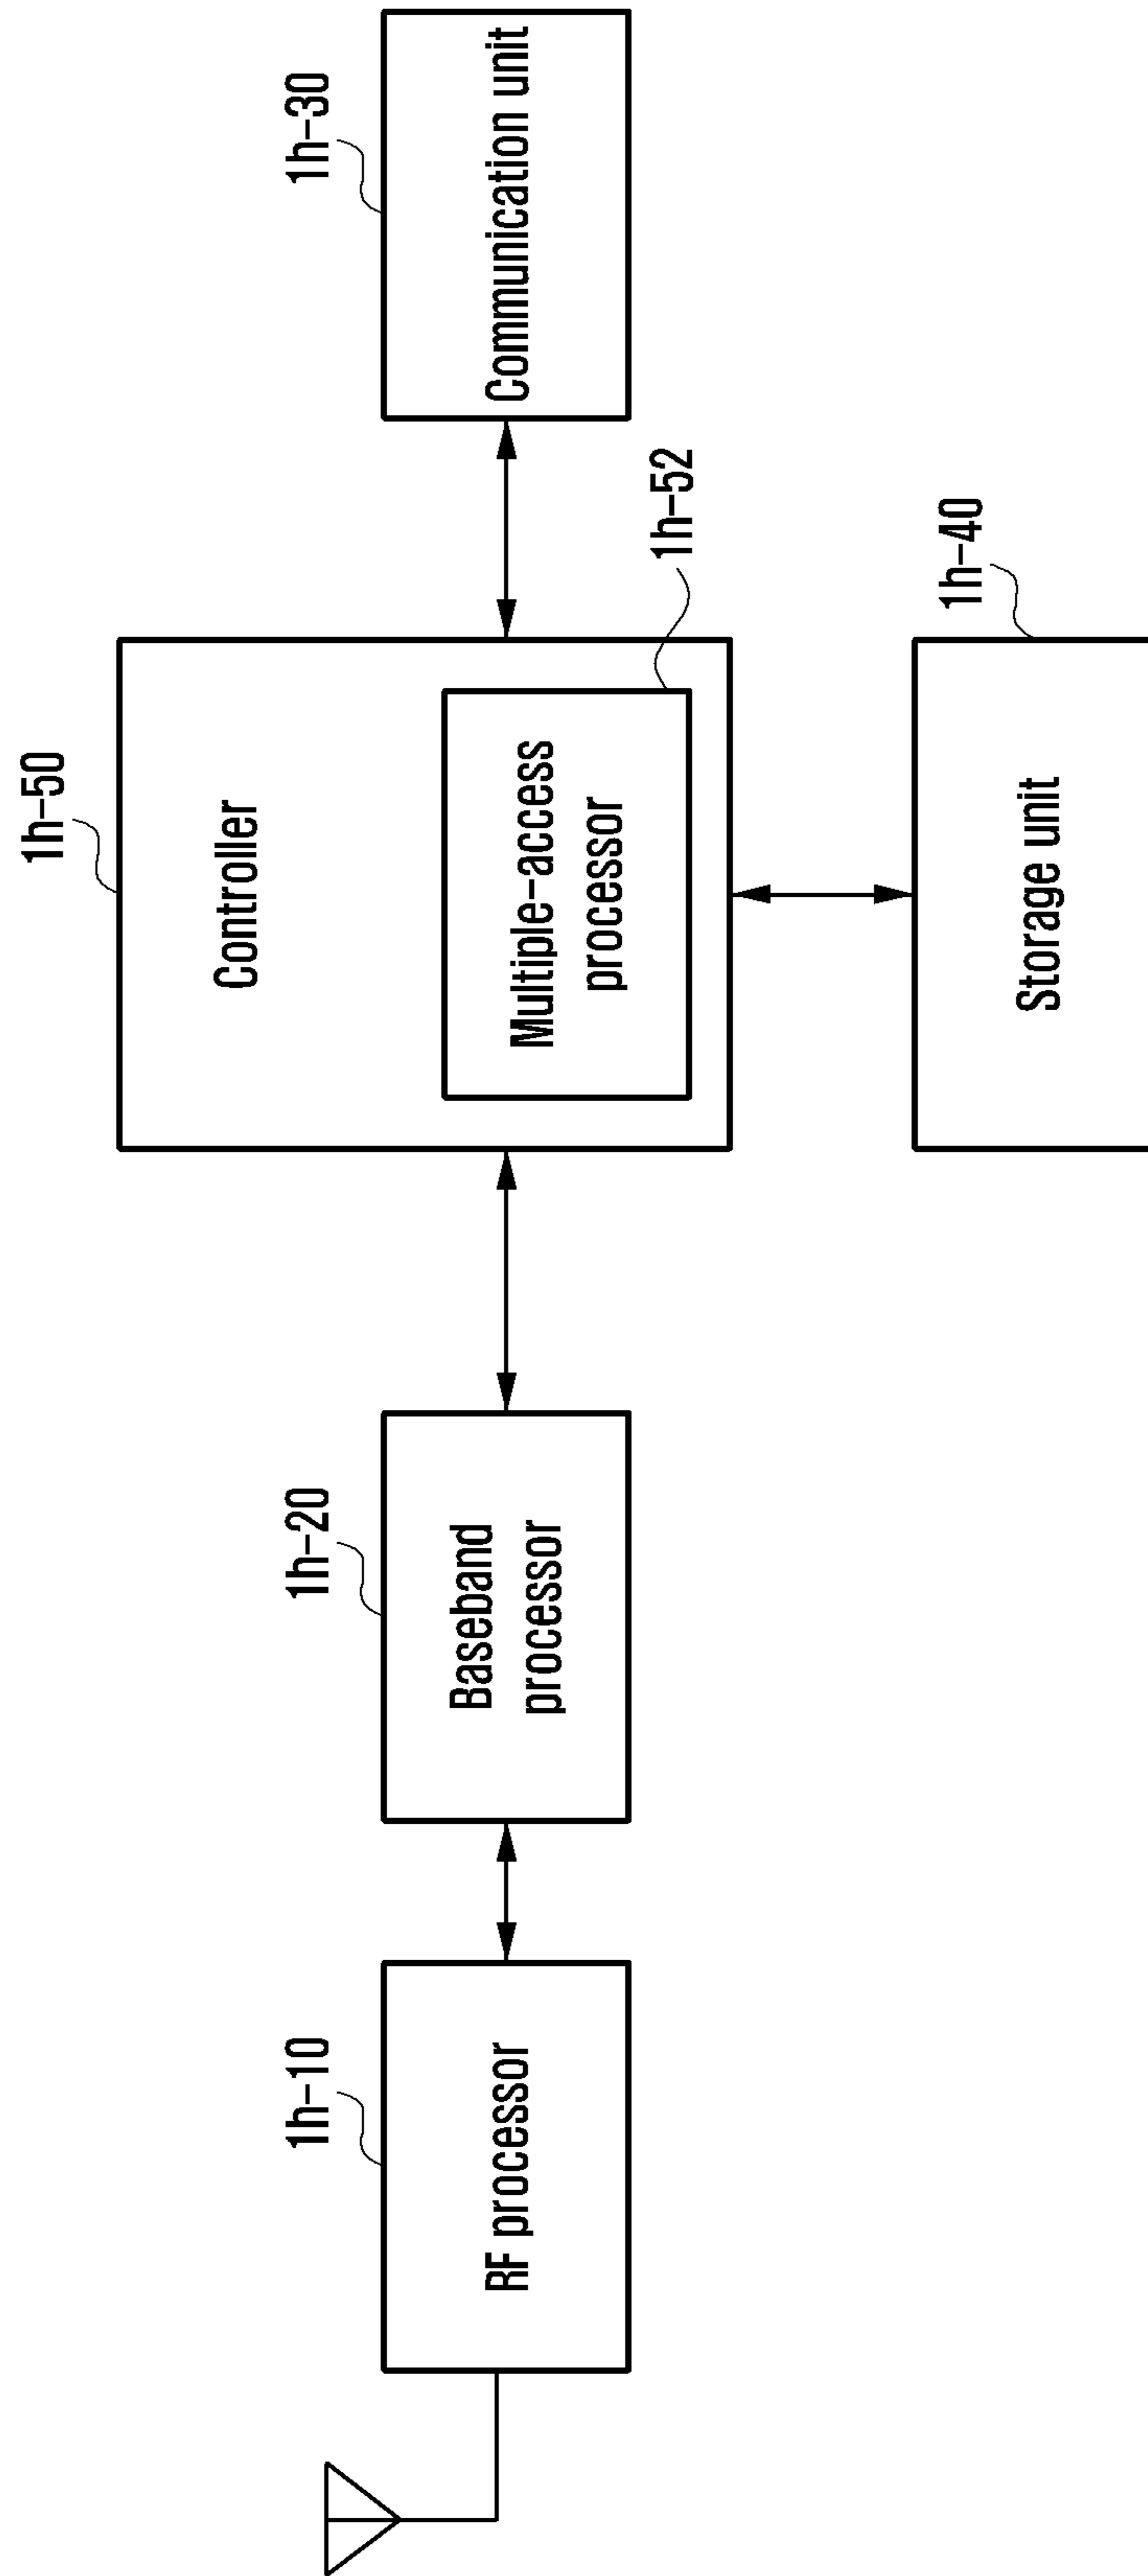 1h-50
1h-10
1h-20
1h-30
Controller
RF processor
Baseband
processor
Multiple-access
processor
Communication unit
1h-52
1h-40
Storage unit